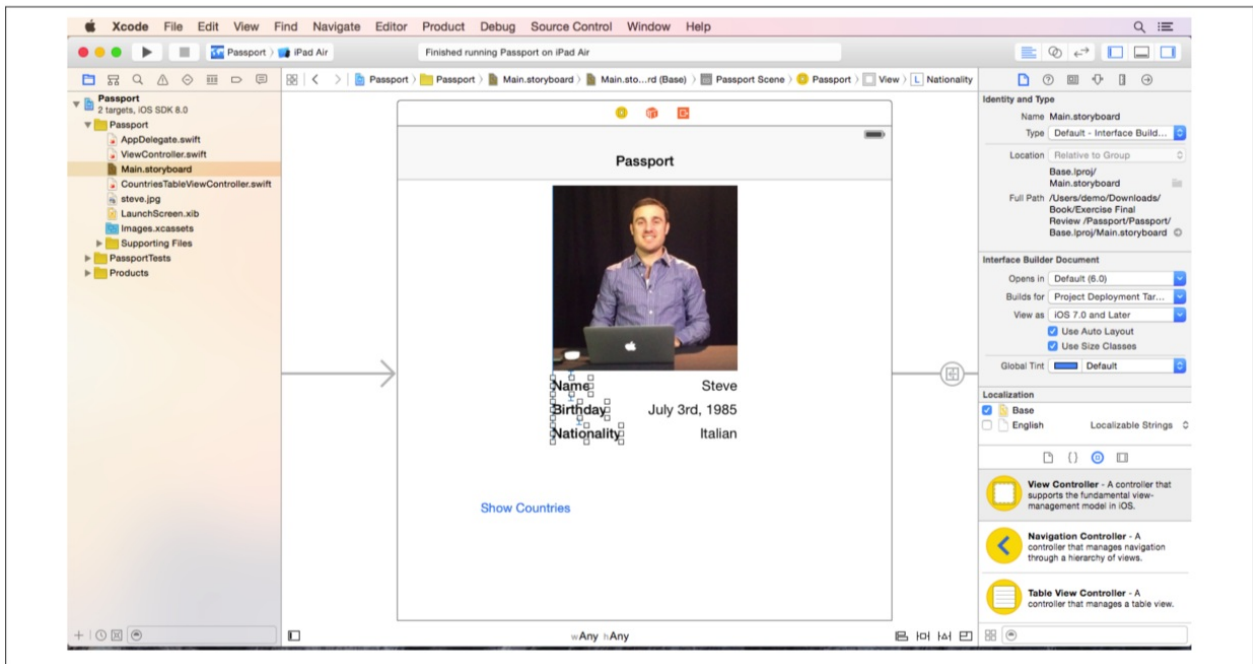 Xcode File Edit View Find Navigate Editor Product Debug Source Control Window Help
Passport iPad Air
Finished running Passport on iPad Air
Passport
2 targets, iOS SDK 8.0
Passport
AppDelegate.swift
ViewController.swift
Main.storyboard
CountriesTableViewController.swift
steve.jpg
LaunchScreen.xib
Images.xcassets
Supporting Files
PassportTests
Products
Passport Passport Main.storyboard Main.sto...rd (Base) Passport Scene Passport View L Nationality
Passport
Name Steve
Birthday July 3rd, 1985
Nationality Italian
Show Countries
wAny hAny
Identity and Type
Name Main.storyboard
Type Default - Interface Build...
Location Relative to Group
Base.lproj/
Main.storyboard
Full Path /Users/demo/Downloads/
Book/Exercise Final
Review /Passport/Passport/
Base.lproj/Main.storyboard
Interface Builder Document
Opens in Default (6.0)
Builds for Project Deployment Tar...
View as iOS 7.0 and Later
Use Auto Layout
Use Size Classes
Global Tint Default
Localization
Base
English Localizable Strings
{}
View Controller - A controller that
supports the fundamental view-
management model in iOS.
Navigation Controller - A
controller that manages navigation
through a hierarchy of views.
Table View Controller - A
controller that manages a table view.